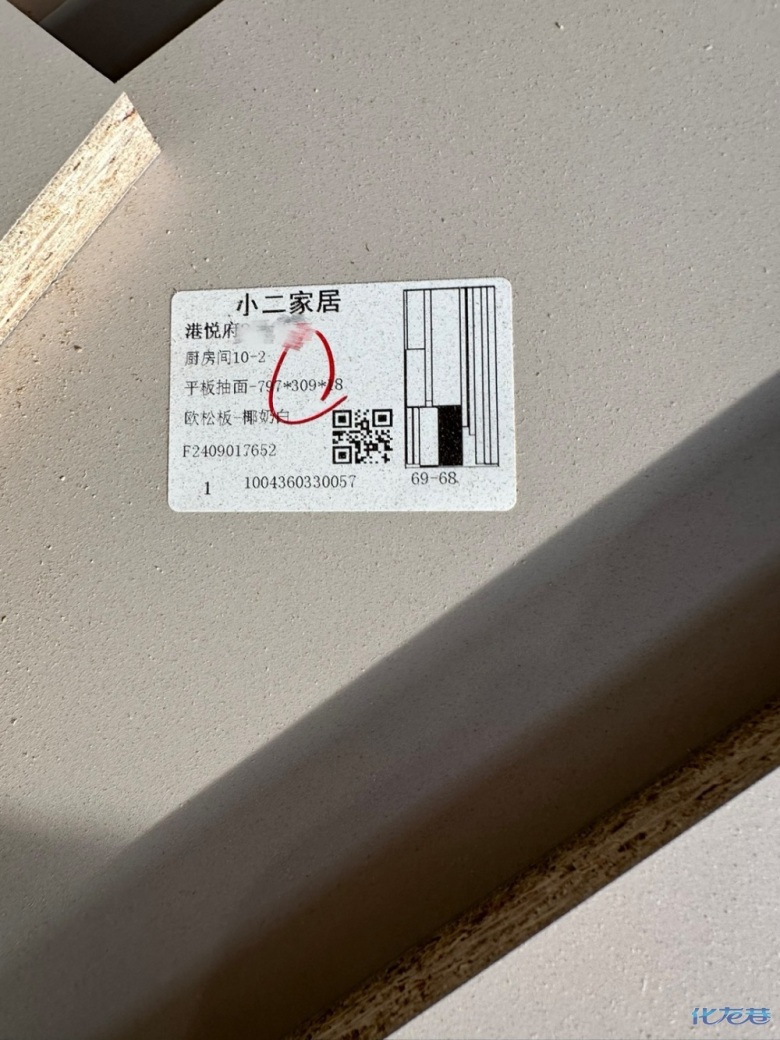 小二家居
港悦府
厨房间10-2
平板抽面-797*309*18
欧松板-椰奶白
F2409017652
1 1004360330057 69-68
化龙巷